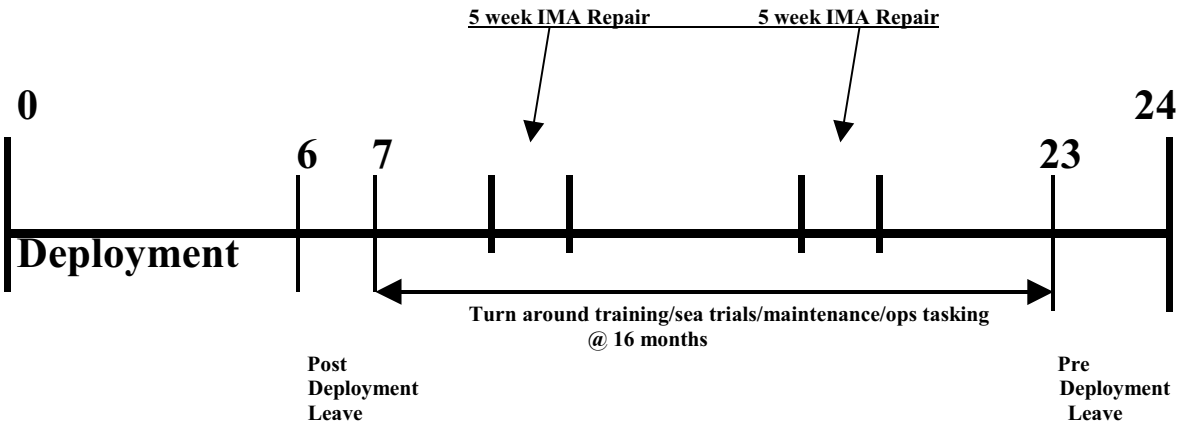 5 week IMA Repair 5 week IMA Repair
0
24
6 7 23
Deployment
Turn around training/sea trials/maintenance/ops tasking
@ 16 months
Post
Deployment
Leave
Pre
Deployment
Leave